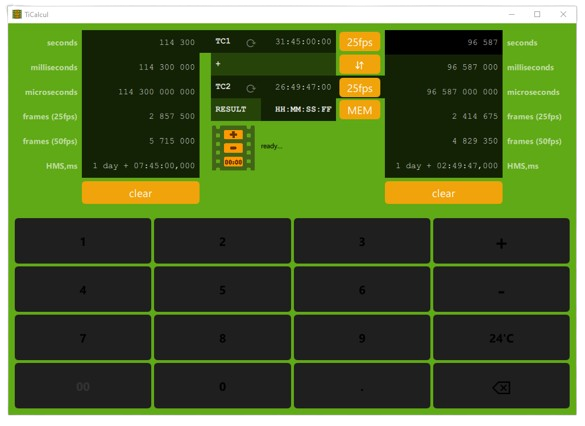 TiCalcul
seconds 114 300 TC1 31:45:00:00 25fps 96 587 seconds
milliseconds 114 300 000 + 96 587 000 milliseconds
microseconds 114 300 000 000 TC2 26:49:47:00 25fps 96 587 000 000 microseconds
frames (25fps) 2 857 500 RESULT HH:MM:SS:FF MEM 2 414 675 frames (25fps)
frames (50fps) 5 715 000 + 4 829 350 frames (50fps)
- ready...
HMS,ms 1 day + 07:45:00,000 00:00 1 day + 02:49:47,000 HMS,ms
clear clear
1 2 3 +
4 5 6 -
7 8 9 24°C
00 0 .